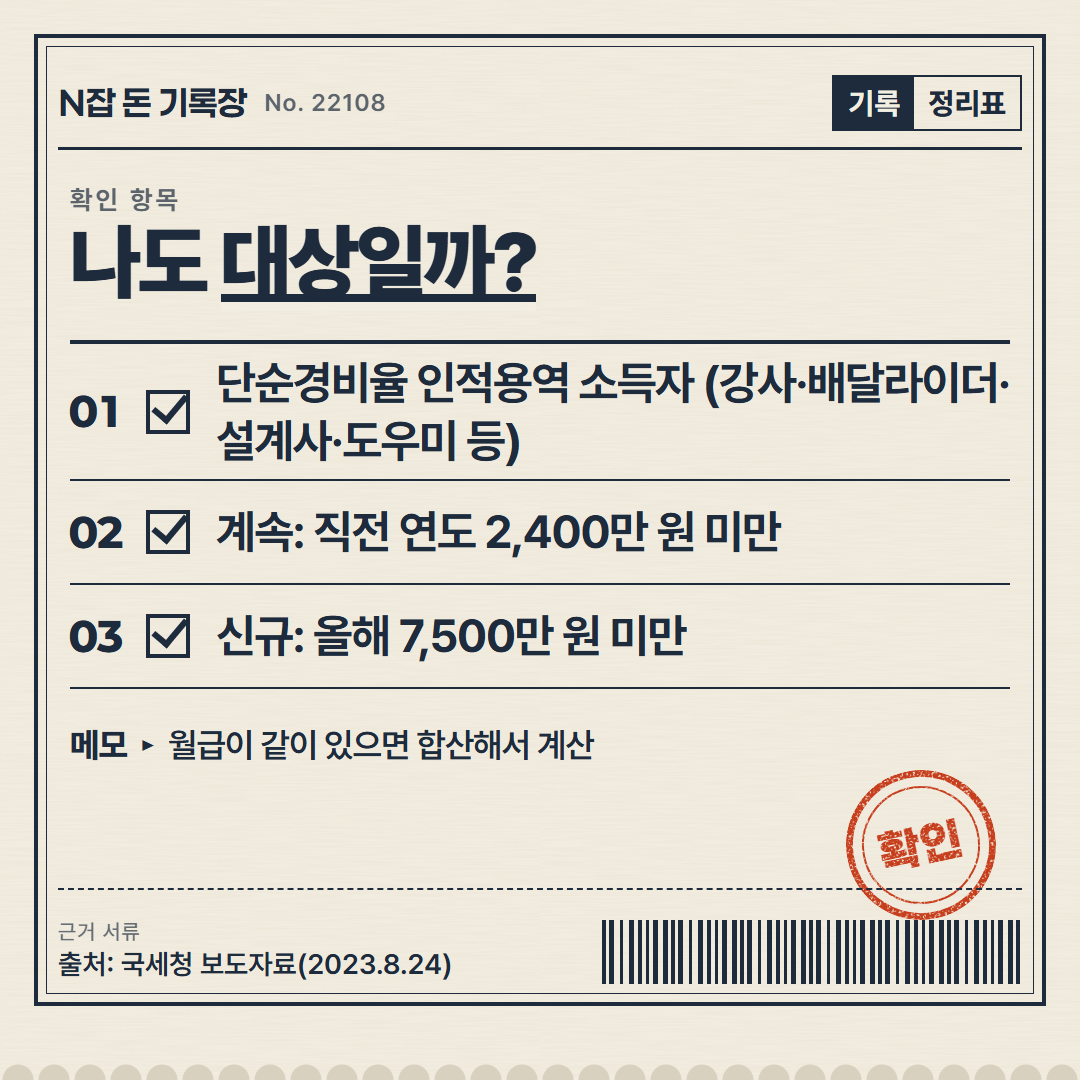 N잡 돈 기록장 No. 22108
기록 정리표
확인 항목
나도 대상일까?
01 단순경비율 인적용역 소득자 (강사·배달라이더·
설계사·도우미 등)
02 계속: 직전 연도 2,400만 원 미만
03 신규: 올해 7,500만 원 미만
메모 ▸ 월급이 같이 있으면 합산해서 계산
확인
근거 서류
출처: 국세청 보도자료(2023.8.24)